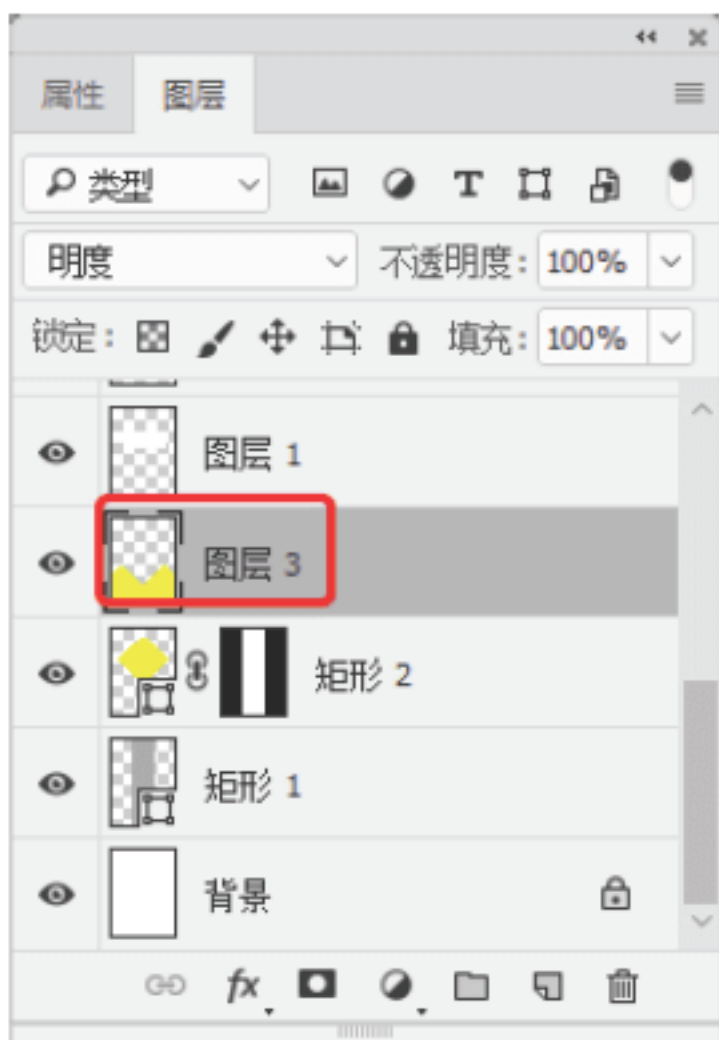 属性 图层
类型 T
明度 不透明度: 100%
锁定: 填充: 100%
图层 1
图层 3
矩形 2
矩形 1
背景
fx